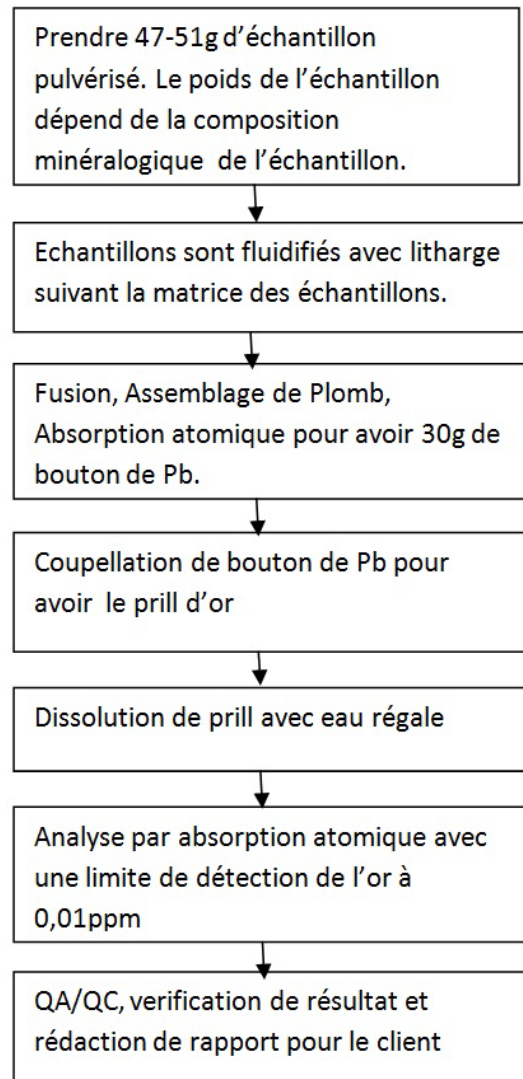 Prendre 47-51g d’échantillon
pulvérisé. Le poids de l’échantillon
dépend de la composition
minéralogique de l’échantillon.
Echantillons sont fluidifiés avec litharge
suivant la matrice des échantillons.
Fusion, Assemblage de Plomb,
Absorption atomique pour avoir 30g de
bouton de Pb.
Coupellation de bouton de Pb pour
avoir le prill d’or
Dissolution de prill avec eau régale
Analyse par absorption atomique avec
une limite de détection de l’or à
0,01ppm
QA/QC, verification de résultat et
rédaction de rapport pour le client